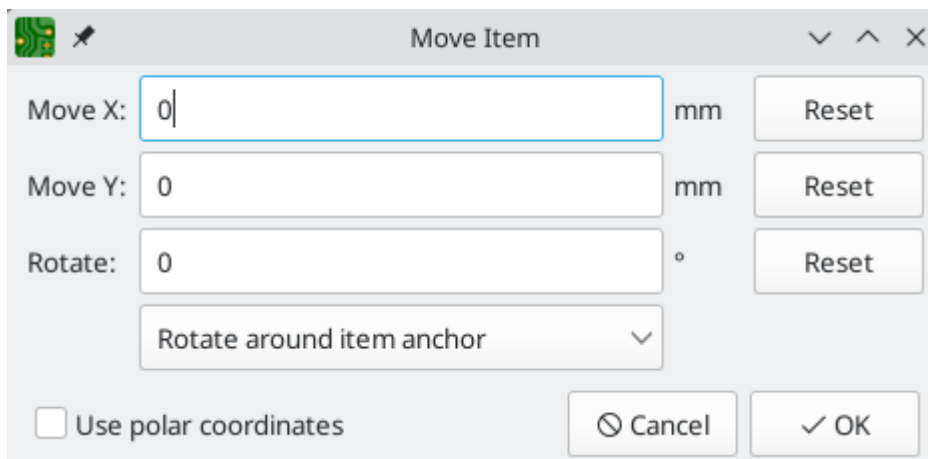 Move Item
Move X: 0 mm Reset
Move Y: 0 mm Reset
Rotate: 0 ° Reset
Rotate around item anchor
Use polar coordinates Cancel OK